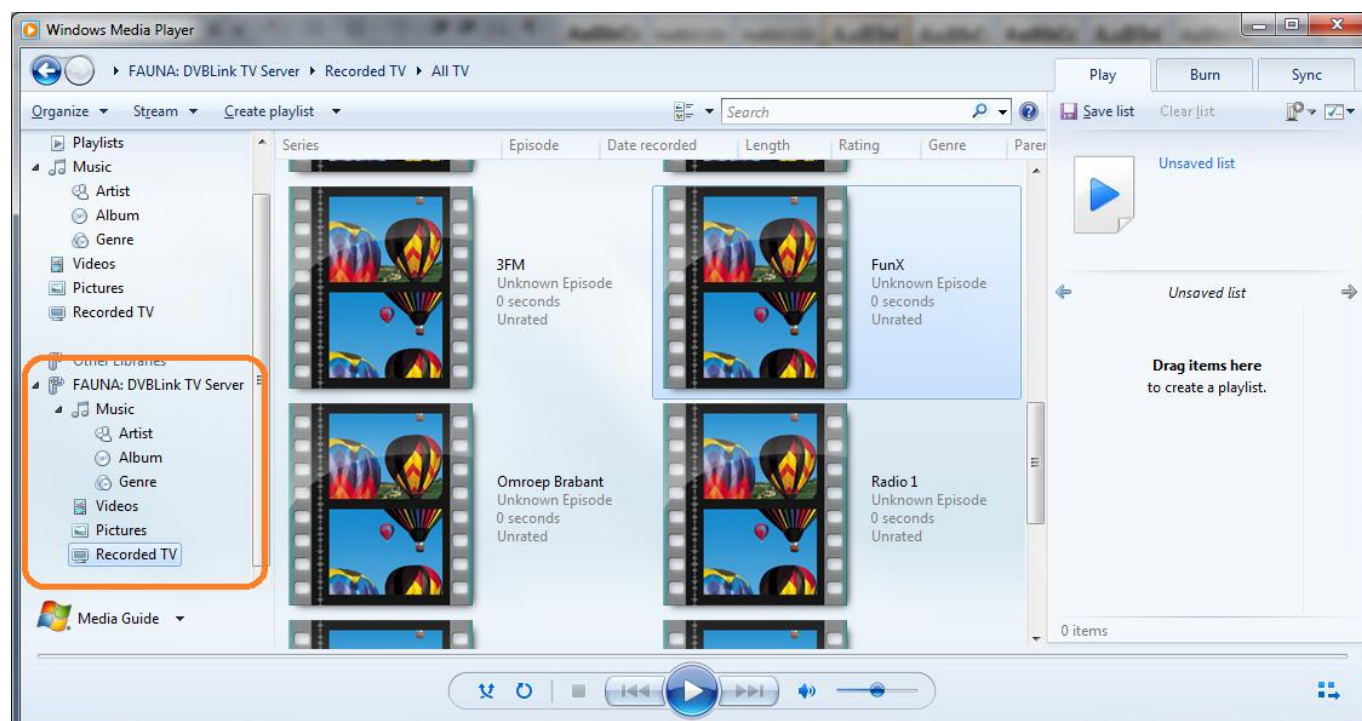 Windows Media Player
FAUNA: DVBLink TV Server Recorded TV All TV
Play Burn Sync
Organize Stream Create playlist Search Save list Clear list
Playlists
Music
Artist
Album
Genre
Videos
Pictures
Recorded TV
Other Libraries
FAUNA: DVBLink TV Server
Music
Artist
Album
Genre
Videos
Pictures
Recorded TV
Media Guide
Series Episode Date recorded Length Rating Genre Paren
3FM
Unknown Episode
0 seconds
Unrated
FunX
Unknown Episode
0 seconds
Unrated
Omroep Brabant
Unknown Episode
0 seconds
Unrated
Radio 1
Unknown Episode
0 seconds
Unrated
Unsaved list
Unsaved list
Drag items here
to create a playlist.
0 items